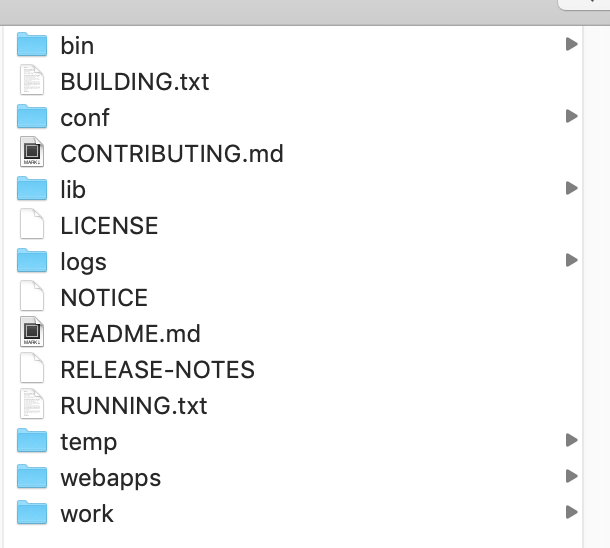 bin
BUILDING.txt
conf
CONTRIBUTING.md
lib
LICENSE
logs
NOTICE
README.md
RELEASE-NOTES
RUNNING.txt
temp
webapps
work